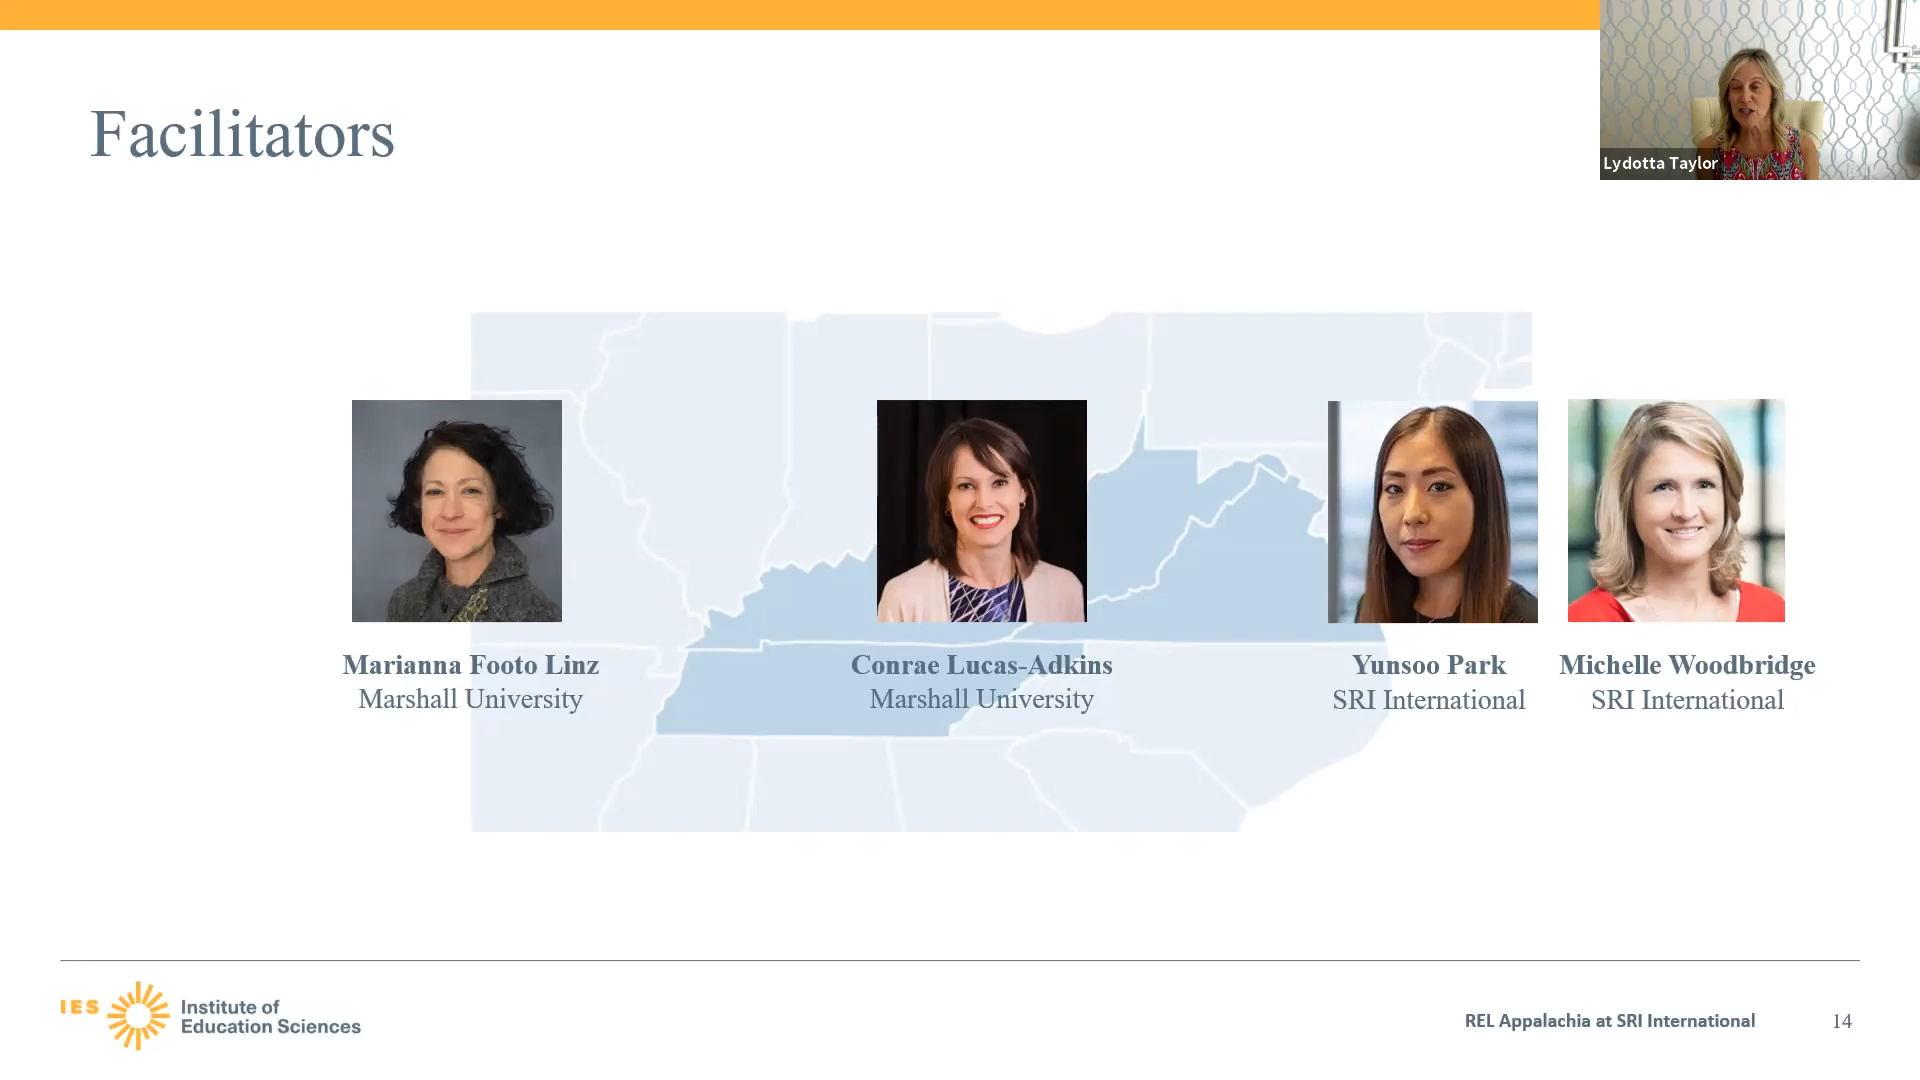 Facilitators
Lydotta Taylor
Marianna Footo Linz
Marshall University
Conrae Lucas-Adkins
Marshall University
Yunsoo Park
SRI International
Michelle Woodbridge
SRI International
IES
Institute of
Education Sciences
REL Appalachia at SRI International
14